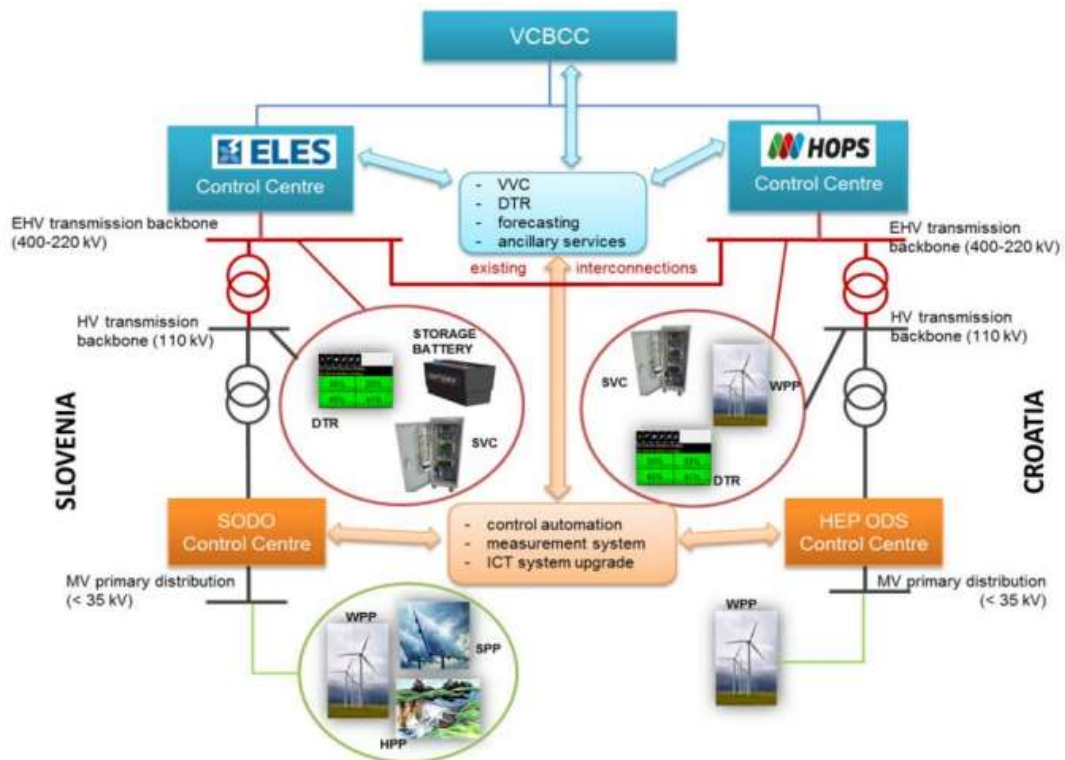 VCBCC
ELES
Control Centre
HOPS
Control Centre
- VVC
- DTR
- forecasting
- ancillary services
EHV transmission backbone
(400-220 kV)
EHV transmission
backbone (400-220 kV)
existing interconnections
HV transmission
backbone (110 kV)
HV transmission
backbone (110 kV)
STORAGE
BATTERY
DTR
SVC
SVC
WPP
DTR
SLOVENIA
CROATIA
SODO
Control Centre
- control automation
- measurement system
- ICT system upgrade
HEP ODS
Control Centre
MV primary distribution
(< 35 kV)
MV primary distribution
(< 35 kV)
WPP
SPP
HPP
WPP